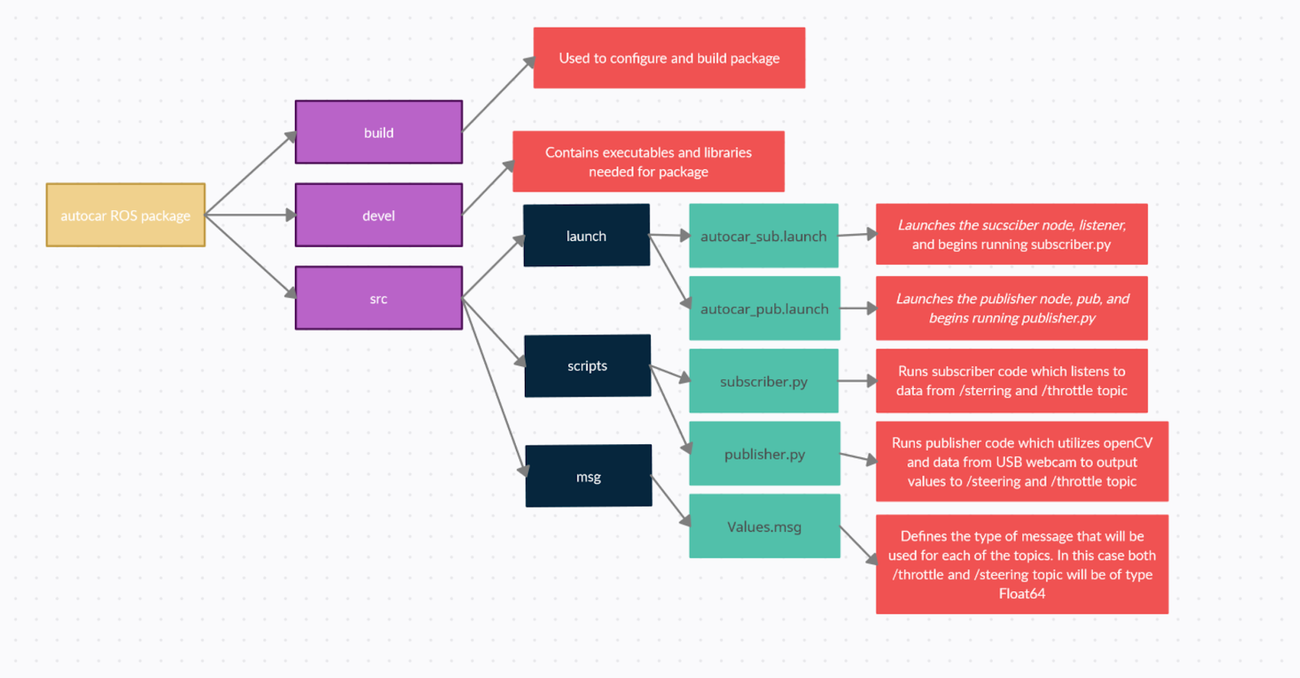 Used to configure and build package
build
Contains executables and libraries
needed for package
autocar ROS package
devel
launch
autocar_sub.launch
Launches the sucsciber node, listener,
and begins running subscriber.py
src
autocar_pub.launch
Launches the publisher node, pub, and
begins running publisher.py
scripts
subscriber.py
Runs subscriber code which listens to
data from /sterring and /throttle topic
publisher.py
Runs publisher code which utilizes openCV
and data from USB webcam to output
values to /steering and /throttle topic
msg
Values.msg
Defines the type of message that will be
used for each of the topics. In this case both
/throttle and /steering topic will be of type
Float64